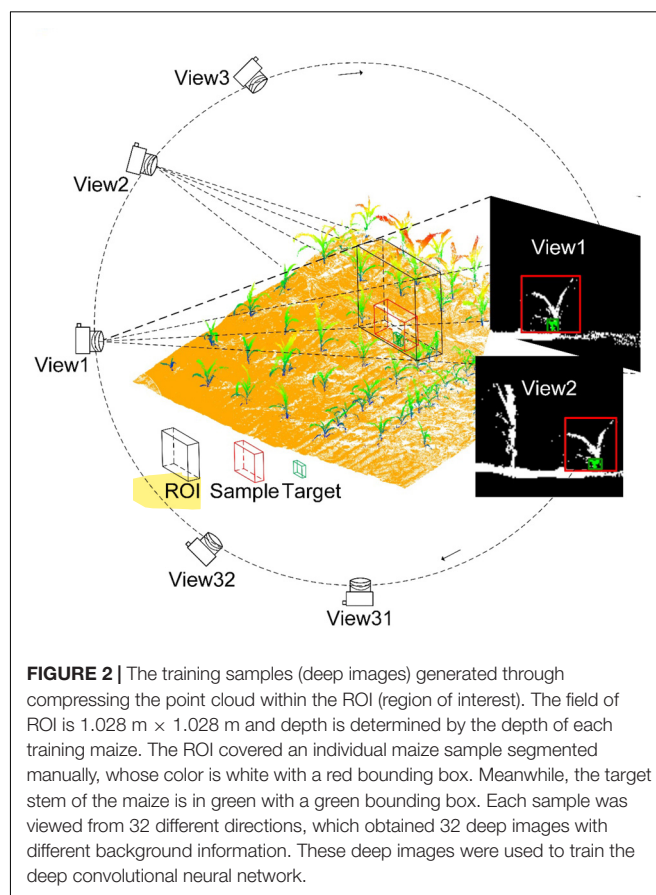 View3
View2
View1
View1
View2
ROI Sample Target
View32
View31
FIGURE 2 | The training samples (deep images) generated through
compressing the point cloud within the ROI (region of interest). The field of
ROI is 1.028 m × 1.028 m and depth is determined by the depth of each
training maize. The ROI covered an individual maize sample segmented
manually, whose color is white with a red bounding box. Meanwhile, the target
stem of the maize is in green with a green bounding box. Each sample was
viewed from 32 different directions, which obtained 32 deep images with
different background information. These deep images were used to train the
deep convolutional neural network.